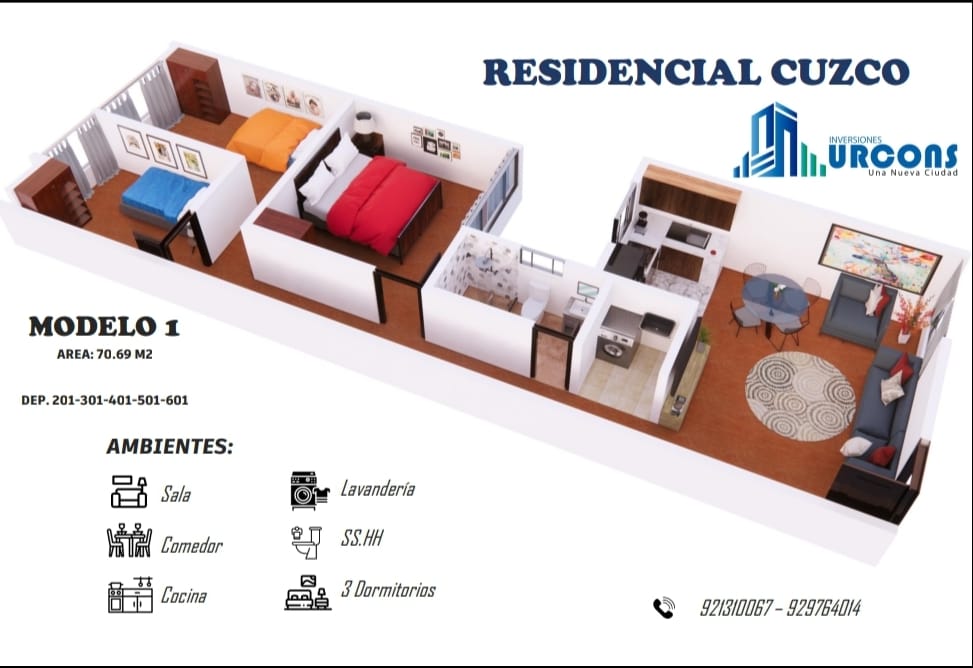 RESIDENCIAL CUZCO
INVERSIONES
URCONS
Una Nueva Ciudad
MODELO 1
AREA: 70.69 M2
DEP. 201-301-401-501-601
AMBIENTES:
Sala
Comedor
Cocina
Lavandería
SS.HH
3 Dormitorios
921310067 – 929764014